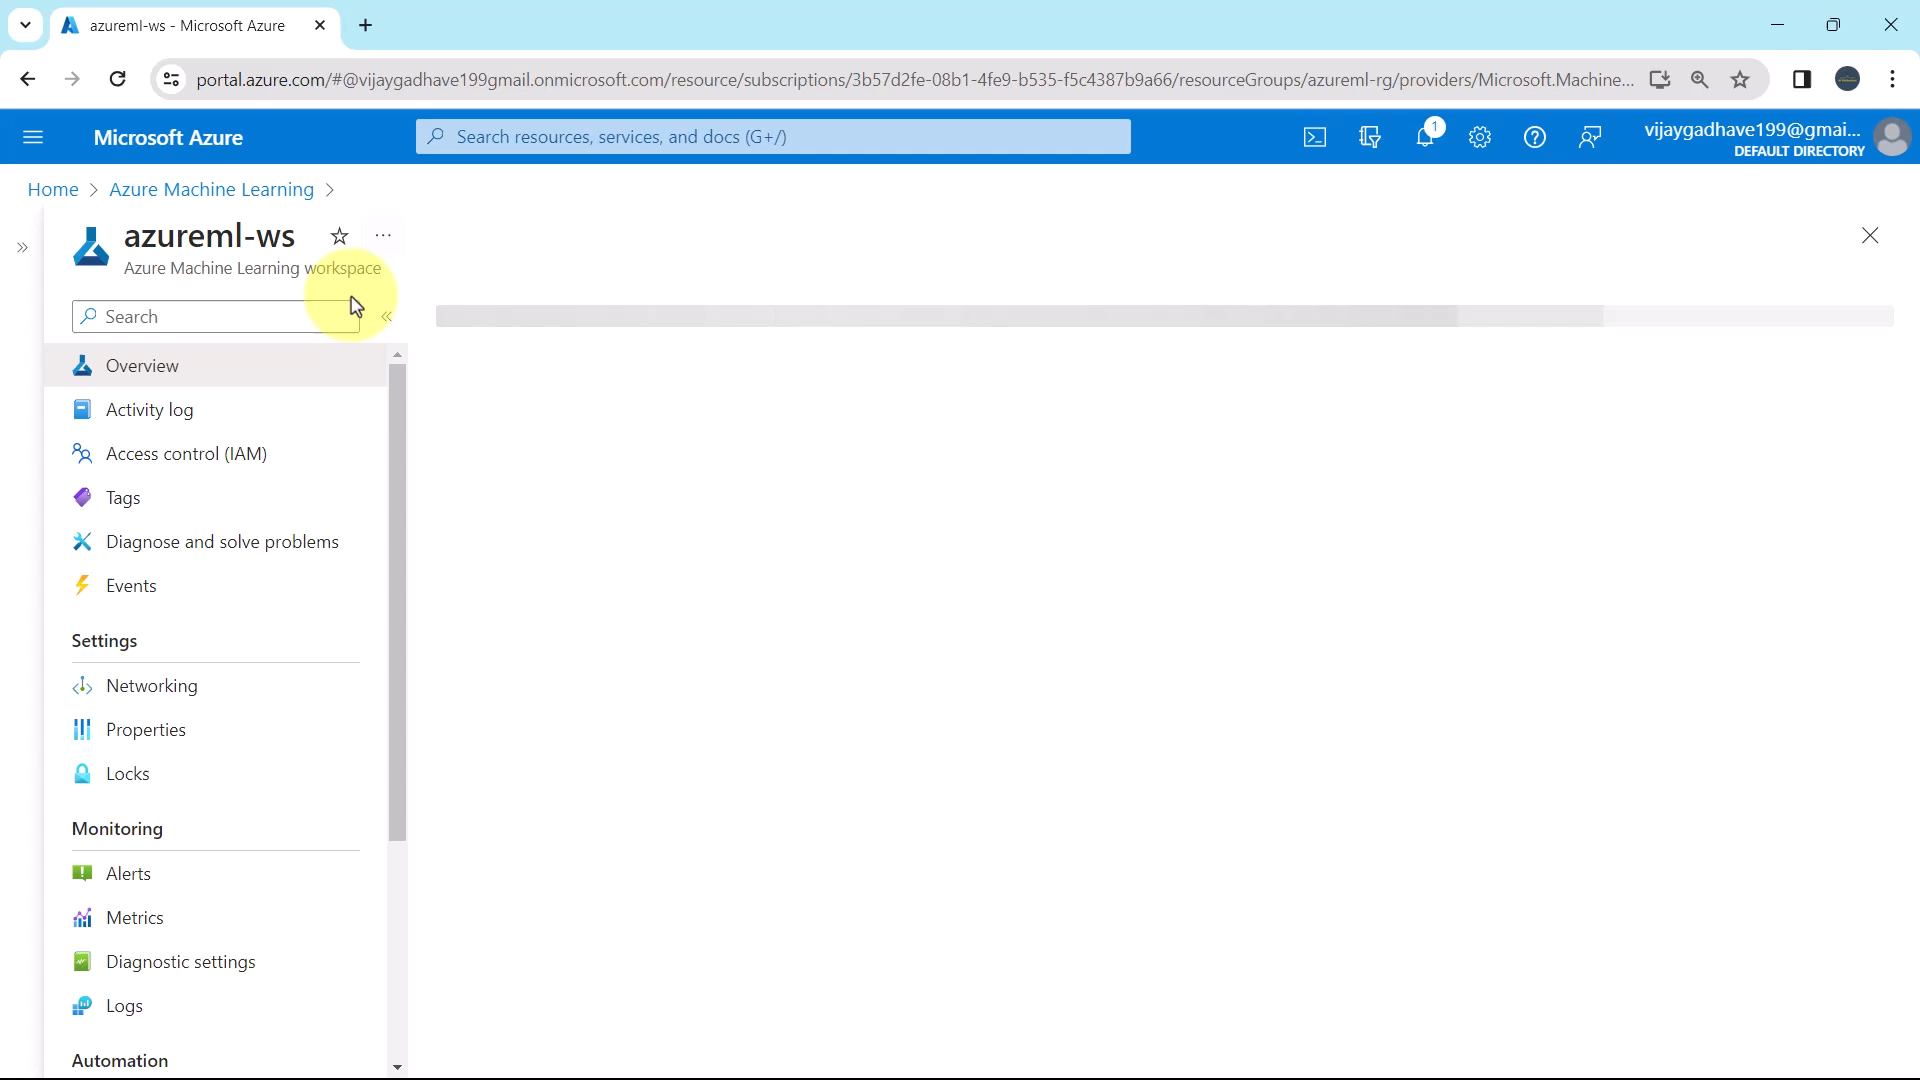 azureml-ws - Microsoft Azure
portal.azure.com/#@vijaygadhave199gmail.onmicrosoft.com/resource/subscriptions/3b57d2fe-08b1-4fe9-b535-f5c4387b9a66/resourceGroups/azureml-rg/providers/Microsoft.Machine...
Microsoft Azure
Search resources, services, and docs (G+/)
1
vijaygadhave199@gmai...
DEFAULT DIRECTORY
Home > Azure Machine Learning >
azureml-ws
Azure Machine Learning workspace
Search
Overview
Activity log
Access control (IAM)
Tags
Diagnose and solve problems
Events
Settings
Networking
Properties
Locks
Monitoring
Alerts
Metrics
Diagnostic settings
Logs
Automation